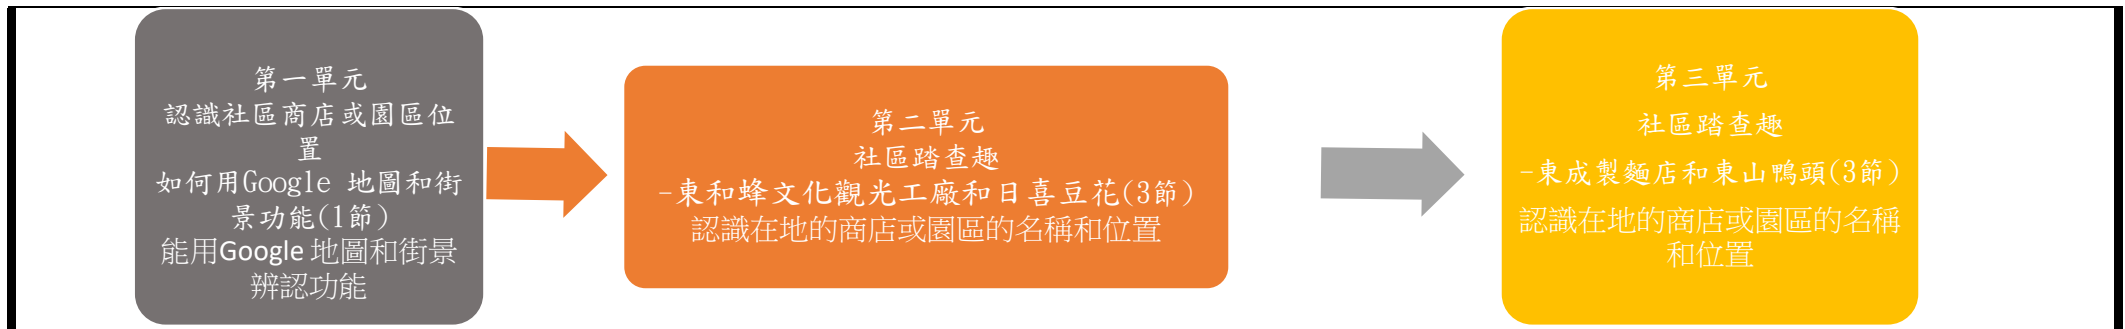 第一單元
認識社區商店或園區位
置
如何用Google 地圖和街
景功能(1節)
能用Google 地圖和街景
辨認功能
第二單元
社區踏查趣
-東和蜂文化觀光工廠和日喜豆花(3節)
認識在地的商店或園區的名稱和位置
第三單元
社區踏查趣
-東成製麵店和東山鴨頭(3節)
認識在地的商店或園區的名稱
和位置